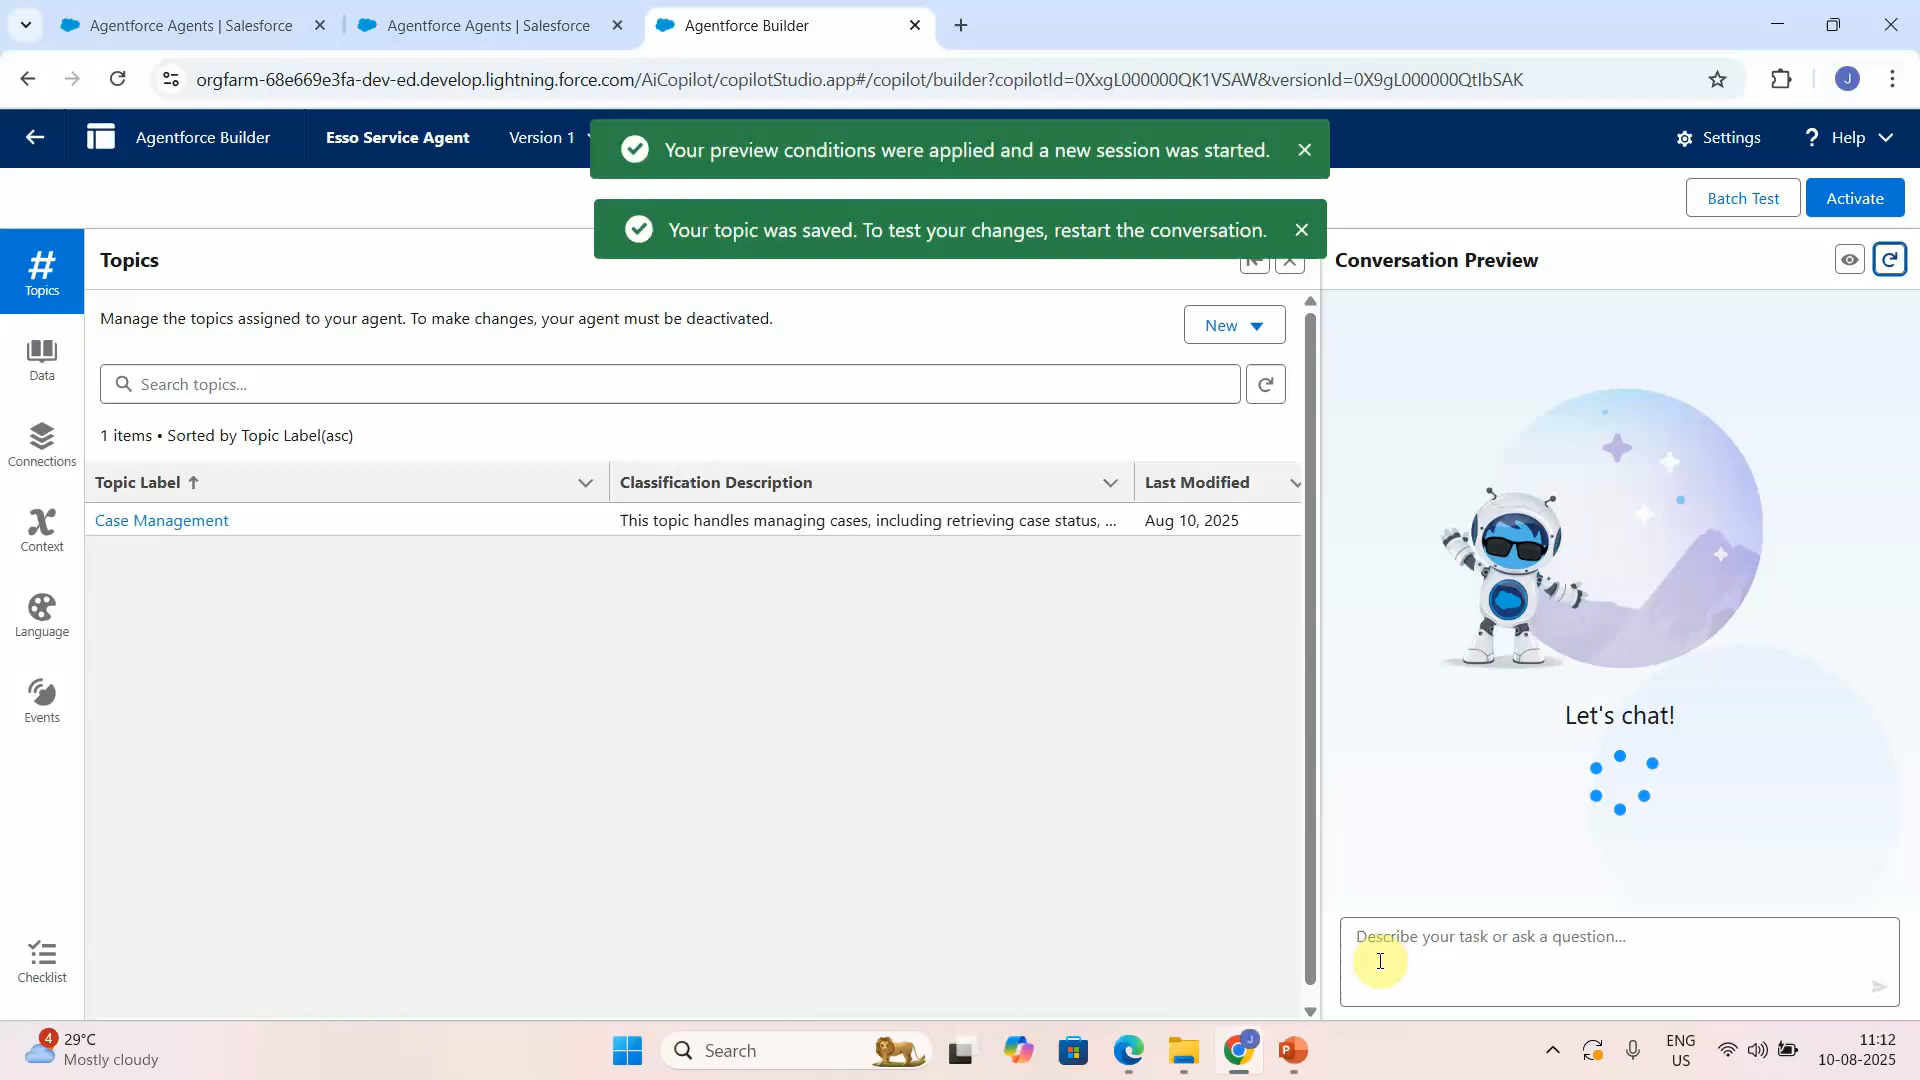 Agentforce Agents | Salesforce
Agentforce Agents | Salesforce
Agentforce Builder
orgfarm-68e669e3fa-dev-ed.develop.lightning.force.com/AiCopilot/copilotStudio.app#/copilot/builder?copilotId=0XxgL000000QK1VSAW&versionId=0X9gL000000QtIbSAK
J
Agentforce Builder
Esso Service Agent
Version 1
Settings
Help
Your preview conditions were applied and a new session was started.
Your topic was saved. To test your changes, restart the conversation.
Batch Test
Activate
Topics
Data
Connections
Context
Language
Events
Checklist
Topics
Manage the topics assigned to your agent. To make changes, your agent must be deactivated.
New
Search topics...
1 items • Sorted by Topic Label(asc)
Topic Label
Classification Description
Last Modified
Case Management
This topic handles managing cases, including retrieving case status, ...
Aug 10, 2025
Conversation Preview
Let's chat!
Describe your task or ask a question...
4
29°C
Mostly cloudy
Search
J
ENG
US
11:12
10-08-2025